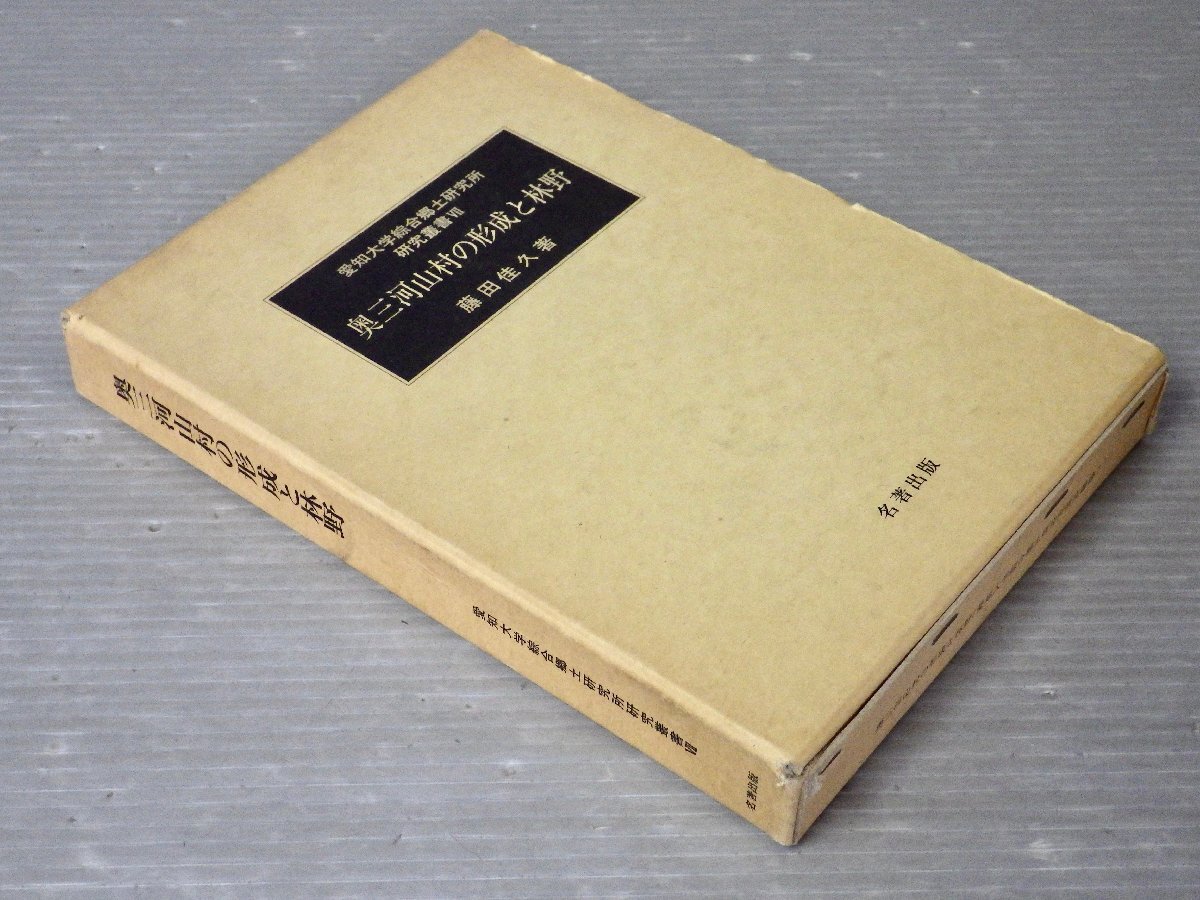 愛知大学綜合郷土研究所
研究叢書Ⅶ
奥三河山村の形成と林野
藤田佳久著
名著出版
奥三河山村の形成と林野
愛知大学綜合郷土研究所研究叢書Ⅶ
名著出版